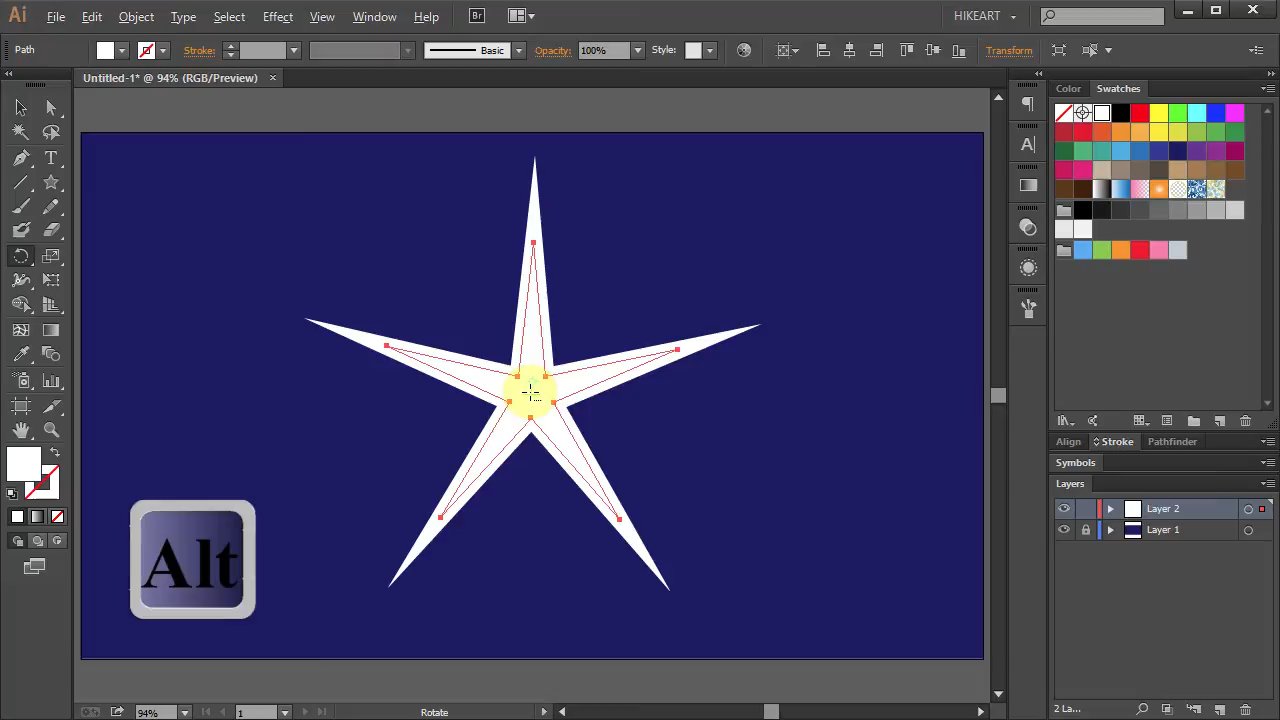 Ai File Edit Object Type Select Effect View Window Help Br HIKEART
Path Stroke: Basic Opacity: 100% Style: Transform
Untitled-1* @ 94% (RGB/Preview) ×
Color Swatches
Align Stroke Pathfinder
Symbols
Layers
Layer 2
Layer 1
Alt
94% 1 Rotate
2 La...